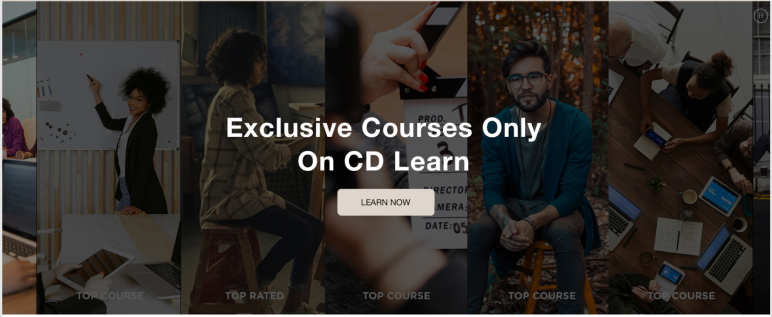 Exclusive Courses Only
On CD Learn
LEARN NOW
PROD.
3
DIRECTOR
CAMERA:
DATE:
TOP COURSE
TOP RATED
TOP COURSE
TOP COURSE
TOP COURSE